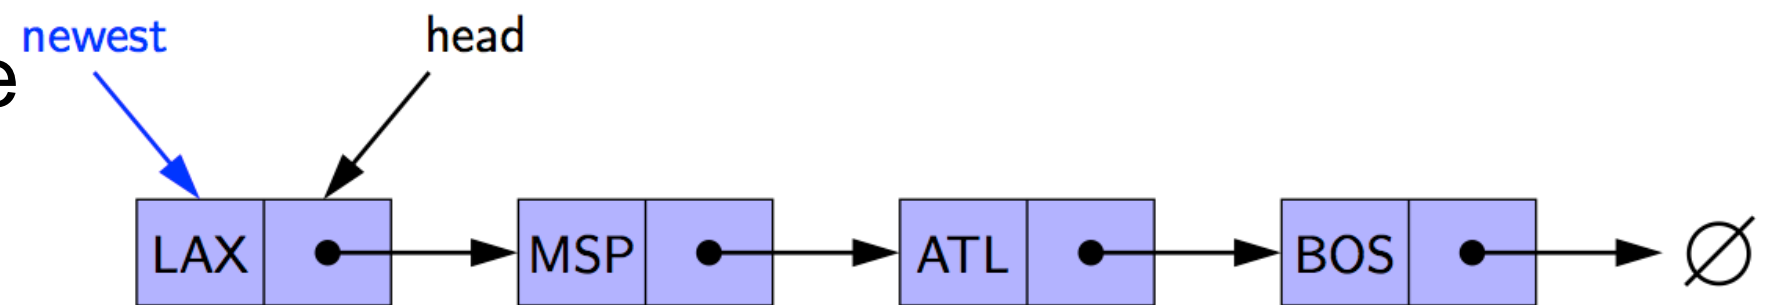 newest head
e
LAX MSP ATL BOS ∅